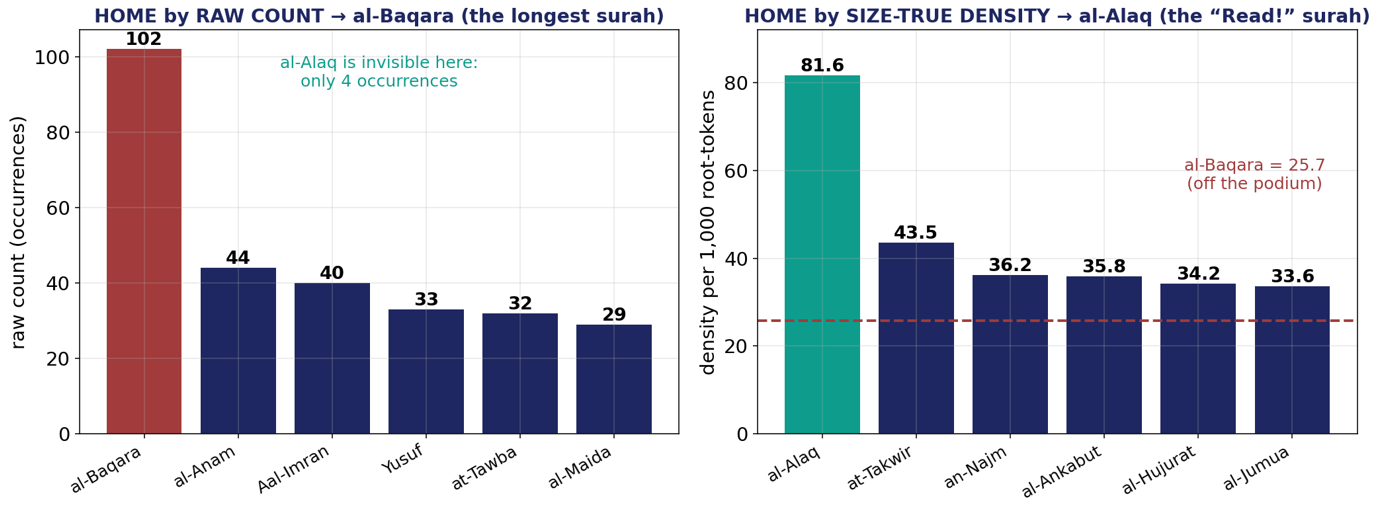 HOME by RAW COUNT → al-Baqara (the longest surah)
raw count (occurrences)
100
80
60
40
20
0
102
44
40
33
32
29
al-Alaq is invisible here:
only 4 occurrences
al-Baqara
al-Anam
Aal-Imran
Yusuf
at-Tawba
al-Maida
HOME by SIZE-TRUE DENSITY → al-Alaq (the “Read!” surah)
density per 1,000 root-tokens
80
60
40
20
0
81.6
43.5
36.2
35.8
34.2
33.6
al-Baqara = 25.7
(off the podium)
al-Alaq
at-Takwir
an-Najm
al-Ankabut
al-Hujurat
al-Jumua